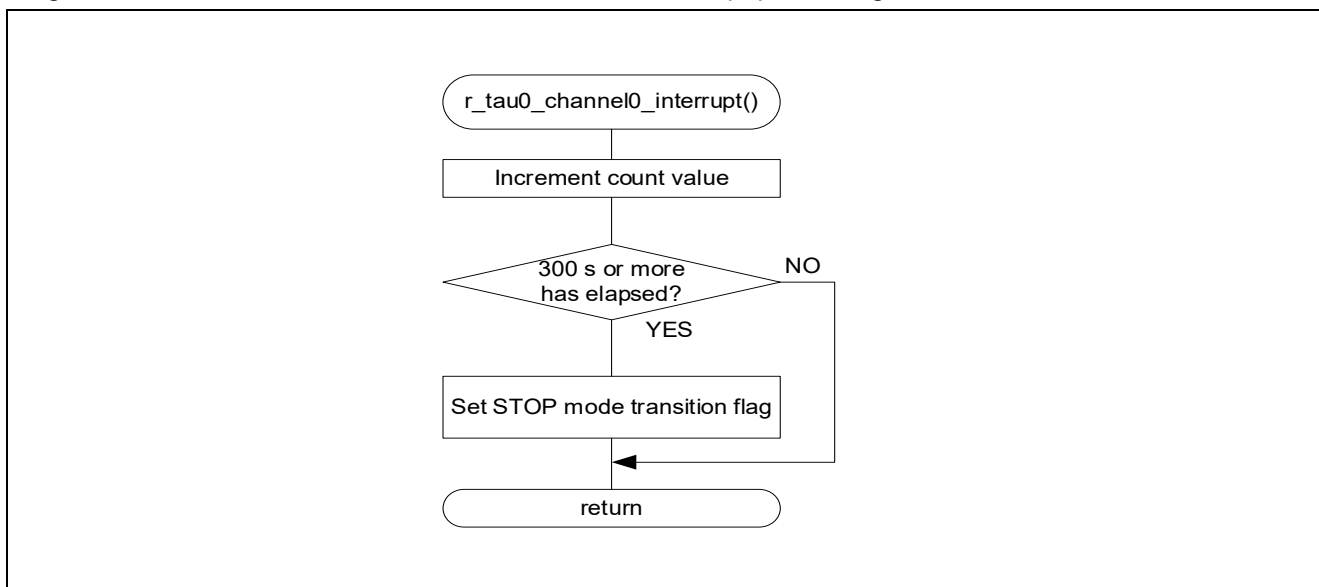 r_tau0_channel0_interrupt()
Increment count value
300 s or more
has elapsed?
NO
YES
Set STOP mode transition flag
return